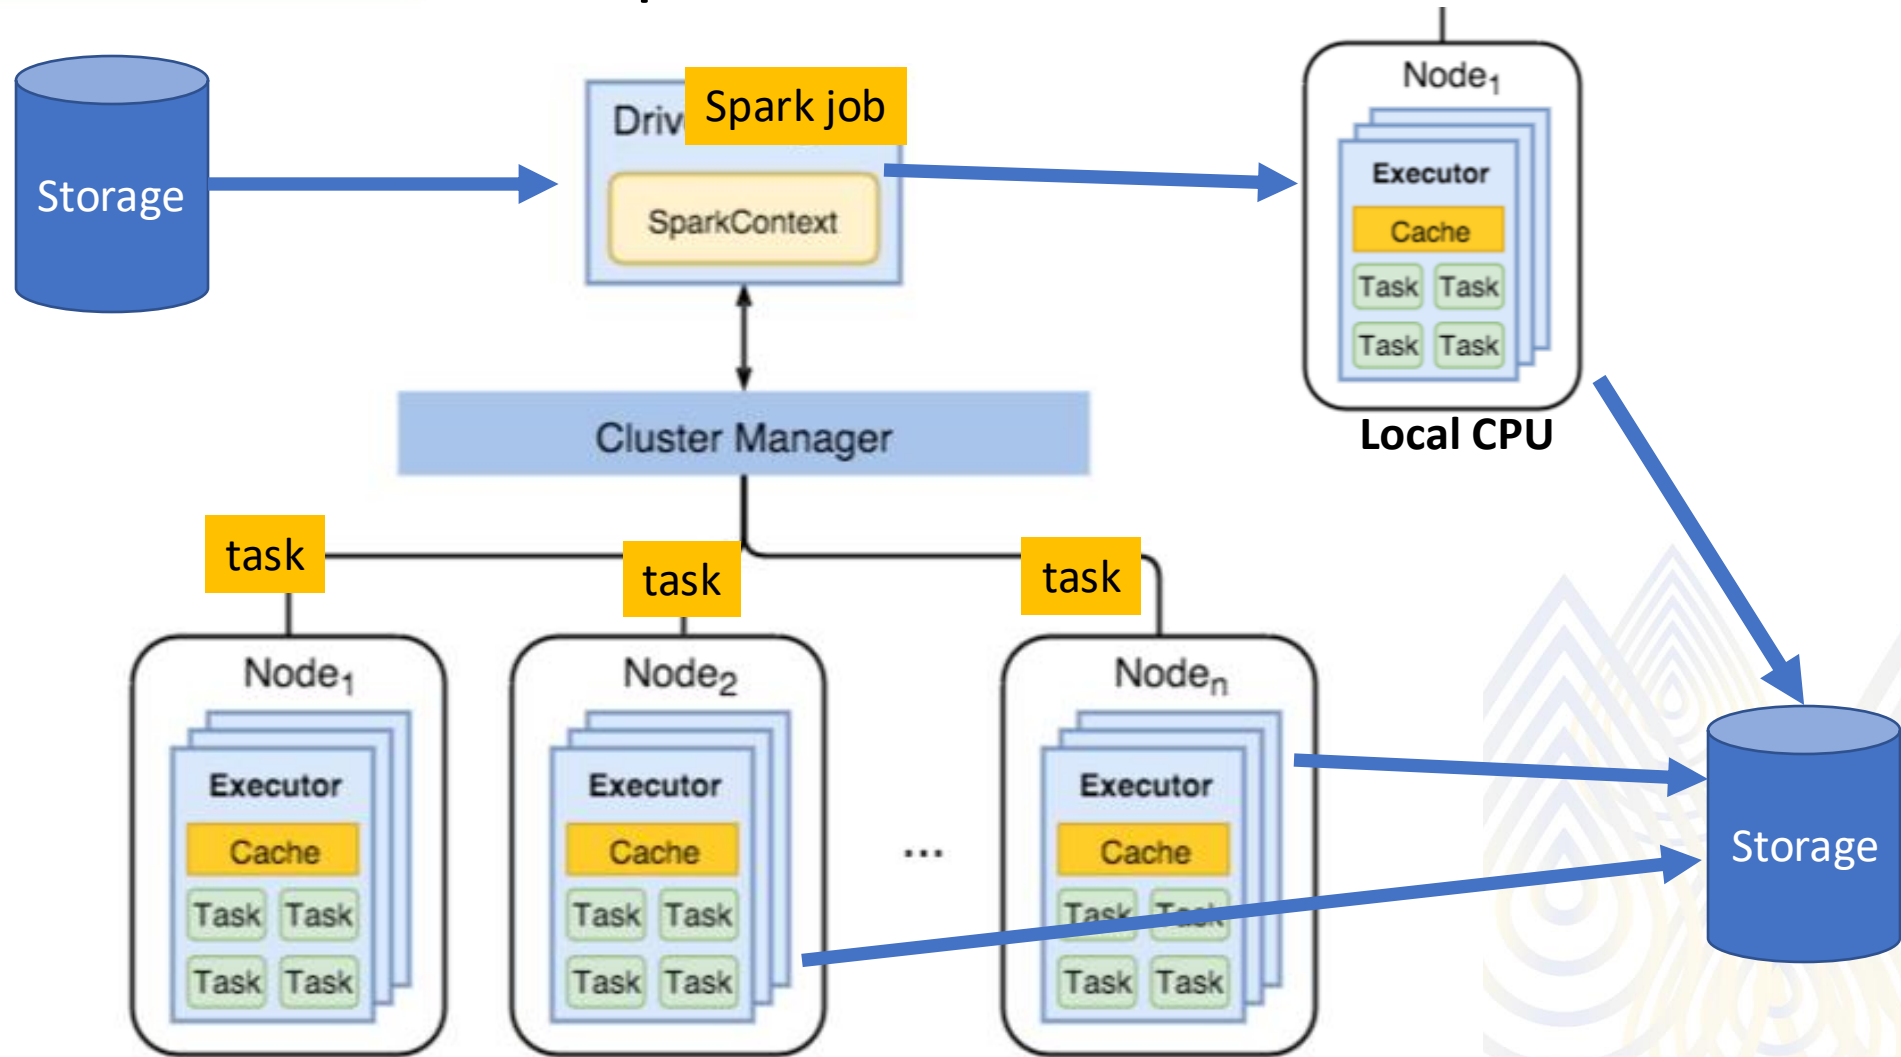 Storage
Driv
Spark job
SparkContext
Node1
Executor
Cache
Task Task
Task Task
Local CPU
Cluster Manager
task
task
task
Node1
Executor
Cache
Task Task
Task Task
Node2
Executor
Cache
Task Task
Task Task
...
Noden
Executor
Cache
Task Task
Task Task
Storage